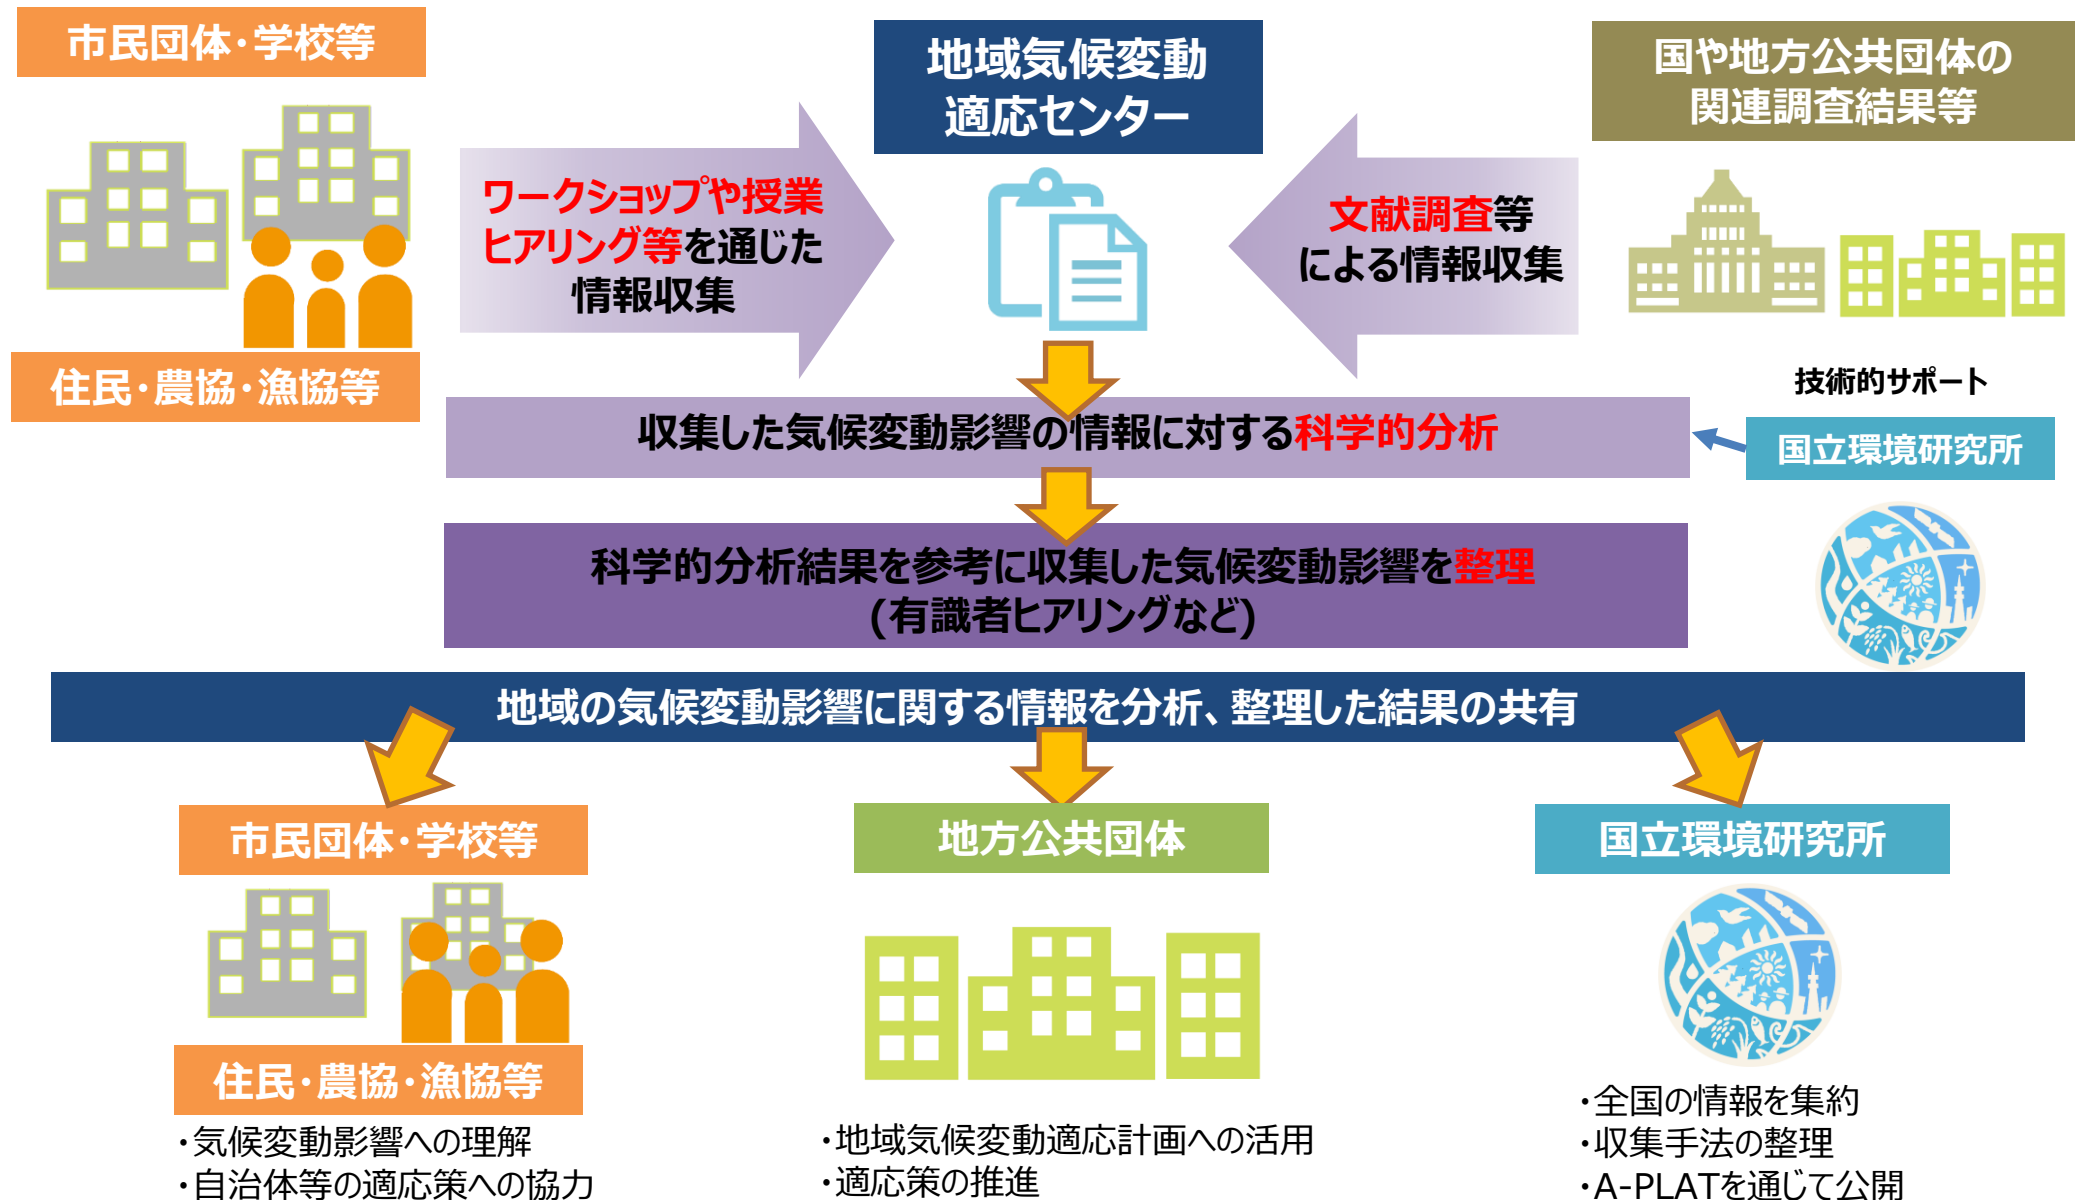 市民団体・学校等
地域気候変動
適応センター
国や地方公共団体の
関連調査結果等
ワークショップや授業
ヒアリング等を通じた
情報収集
文献調査等
による情報収集
住民・農協・漁協等
技術的サポート
収集した気候変動影響の情報に対する科学的分析
国立環境研究所
科学的分析結果を参考に収集した気候変動影響を整理
(有識者ヒアリングなど)
地域の気候変動影響に関する情報を分析、整理した結果の共有
市民団体・学校等
地方公共団体
国立環境研究所
住民・農協・漁協等
・気候変動影響への理解
・自治体等の適応策への協力
・地域気候変動適応計画への活用
・適応策の推進
・全国の情報を集約
・収集手法の整理
・A-PLATを通じて公開